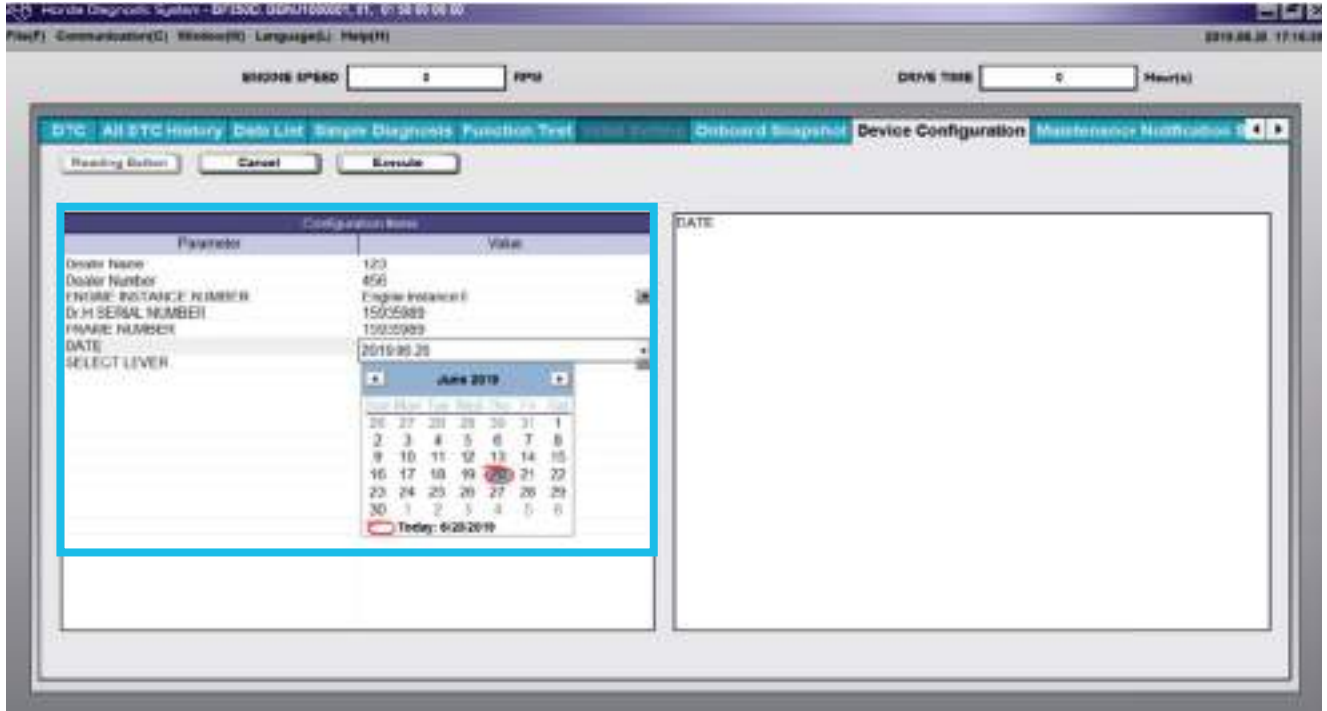 Honda Diagnostic System - BF250D
File(F) Communication(C) Window(W) Language(L) Help(H)
ENGINE SPEED 0 RPM DRIVE TIME 0 Hour(s)
DTC All DTC History Data List Simple Diagnosis Function Test Onboard Snapshot Device Configuration Maintenance Notification
Reading Button Cancel Execute
Configuration Items
Parameter Value
Dealer Name 123
Dealer Number 456
ENGINE INSTANCE NUMBER Engine Instance
Dr.H SERIAL NUMBER 15935989
FRAME NUMBER 15935989
DATE
SELECT LEVER
DATE
June 2019
Sun Mon Tue Wed Thu Fri Sat
26 27 28 29 30 31 1
2 3 4 5 6 7 8
9 10 11 12 13 14 15
16 17 18 19 20 21 22
23 24 25 26 27 28 29
30 1 2 3 4 5 6
Today: 6/20/2019